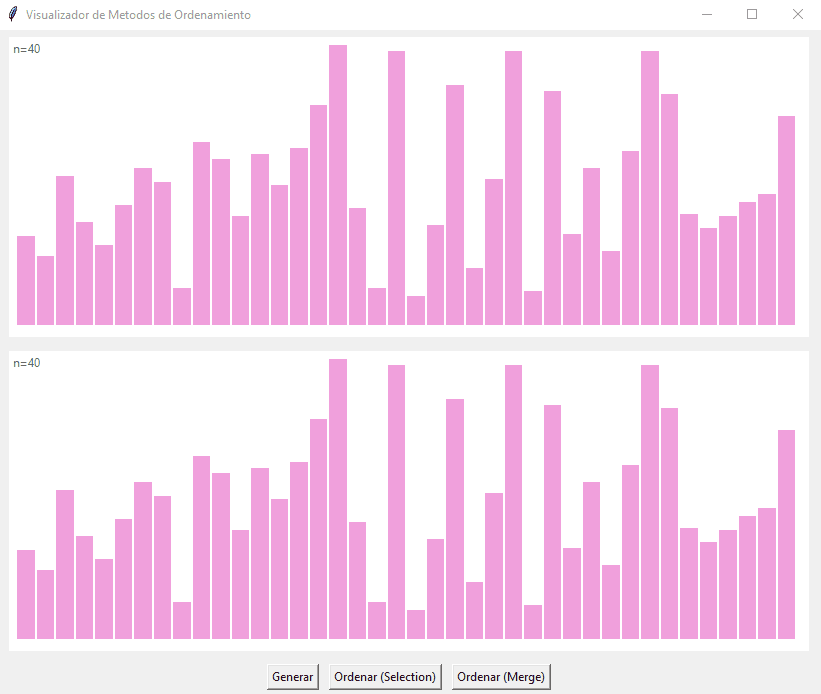 Visualizador de Metodos de Ordenamiento
n=40
n=40
Generar
Ordenar (Selection)
Ordenar (Merge)